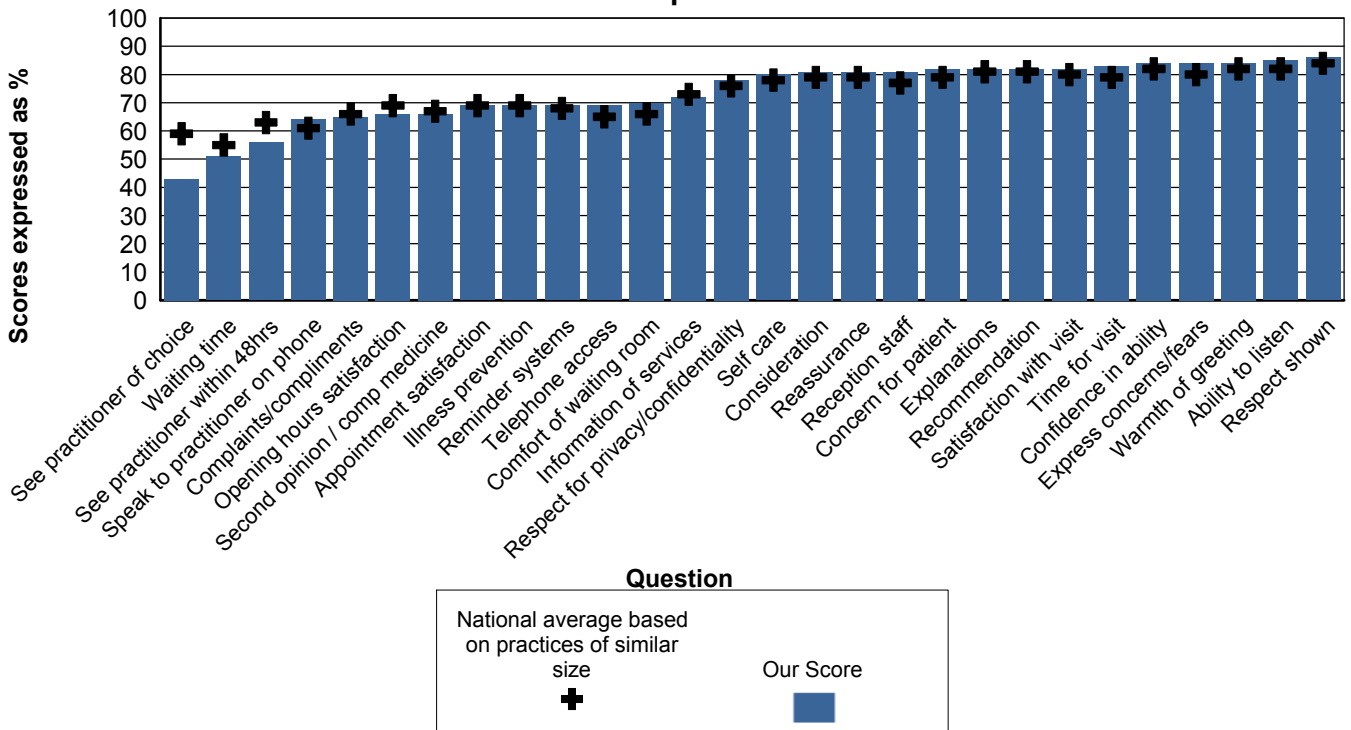 Scores expressed as %
100
90
80
70
60
50
40
30
20
10
0
See practitioner of choice
Waiting time
See practitioner within 48hrs
Speak to practitioner on phone
Complaints/compliments
Opening hours satisfaction
Second opinion / comp medicine
Appointment satisfaction
Illness prevention
Reminder systems
Telephone access
Comfort of waiting room
Information of services
Respect for privacy/confidentiality
Self care
Consideration
Reassurance
Reception staff
Concern for patient
Explanations
Recommendation
Satisfaction with visit
Time for visit
Confidence in ability
Express concerns/fears
Warmth of greeting
Ability to listen
Respect shown
Question
National average based
on practices of similar
size
Our Score